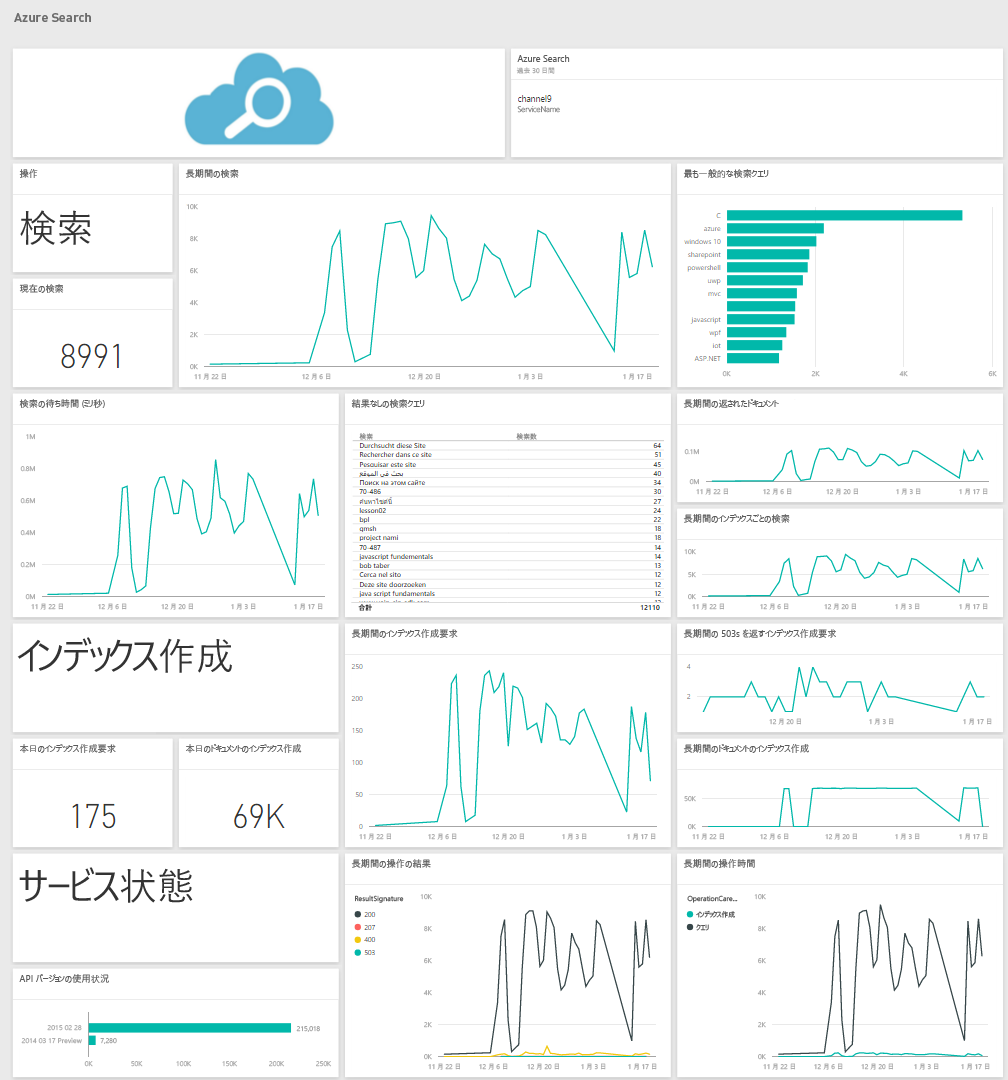 Azure Search
Azure Search
過去 30 日間
channel9
ServiceName
操作
検索
現在の検索
8991
長期間の検索
10K
8K
6K
4K
2K
0K
11 月 22 日
12 月 6 日
12 月 20 日
1 月 3 日
1 月 17 日
最も一般的な検索クエリ
C
azure
windows 10
sharepoint
powershell
uwp
mvc
javascript
wpf
iot
ASP.NET
0K
2K
4K
6K
検索の待ち時間 (ミリ秒)
1M
0.8M
0.6M
0.4M
0.2M
0M
11 月 22 日
12 月 6 日
12 月 20 日
1 月 3 日
1 月 17 日
結果なしの検索クエリ
検索 検索数
Durchsucht diese Site 64
Rechercher dans ce site 51
Pesquisar este site 45
بحث في الموقع 40
Поиск на этом сайте 34
70-486 30
ค้นหาไซต์นี้ 27
lesson02 24
bpl 22
qmsh 18
project nami 18
70-487 14
javascript fundementals 14
bob taber 13
Cerca nel sito 12
Deze site doorzoeken 12
java script fundamentals 12
合計 12110
長期間の返されたドキュメント
0.1M
0M
11 月 22 日
12 月 6 日
12 月 20 日
1 月 3 日
1 月 17 日
長期間のインデックスごとの検索
10K
5K
0K
11 月 22 日
12 月 6 日
12 月 20 日
1 月 3 日
1 月 17 日
インデックス作成
本日のインデックス作成要求
175
本日のドキュメントのインデックス作成
69K
長期間のインデックス作成要求
250
200
150
100
50
0
11 月 22 日
12 月 6 日
12 月 20 日
1 月 3 日
1 月 17 日
長期間の 503s を返すインデックス作成要求
4
2
12 月 20 日
1 月 3 日
1 月 17 日
長期間のドキュメントのインデックス作成
50K
0K
11 月 22 日
12 月 6 日
12 月 20 日
1 月 3 日
1 月 17 日
サービス状態
API バージョンの使用状況
2015 02 28 215,018
2014 03 17 Preview 7,280
0K
50K
100K
150K
200K
250K
長期間の操作の結果
ResultSignature
200
207
400
503
10K
8K
6K
4K
2K
0K
11 月 22 日
12 月 6 日
12 月 20 日
1 月 3 日
1 月 17 日
長期間の操作時間
OperationCare...
インデックス作成
クエリ
10K
8K
6K
4K
2K
0K
11 月 22 日
12 月 6 日
12 月 20 日
1 月 3 日
1 月 17 日